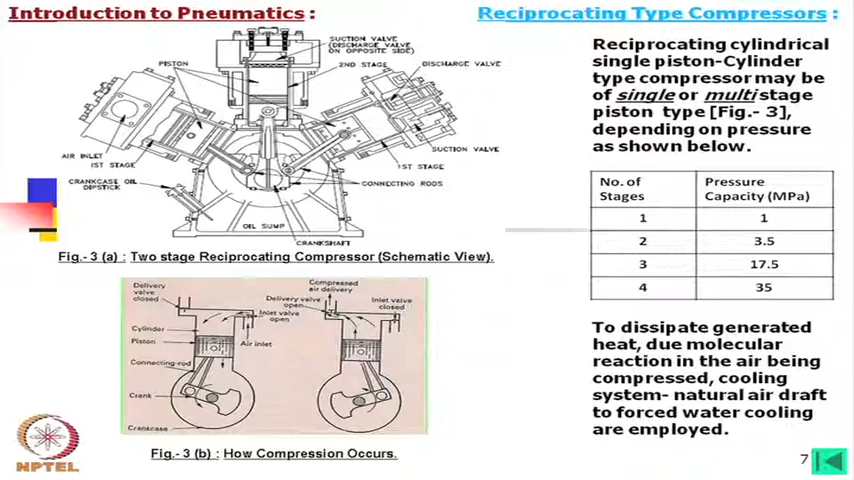 Introduction to Pneumatics :
Reciprocating Type Compressors :
SUCTION VALVE
(DISCHARGE VALVE
ON OPPOSITE SIDE)
PISTON
2ND STAGE
DISCHARGE VALVE
AIR INLET
1ST STAGE
SUCTION VALVE
1ST STAGE
CRANKCASE OIL
DIPSTICK
CONNECTING RODS
OIL SUMP
CRANKSHAFT
Fig.- 3 (a) : Two stage Reciprocating Compressor (Schematic View).
Delivery
valve
closed
Inlet valve
open
Cylinder
Piston
Air inlet
Connecting-rod
Crank
Crankcase
Compressed
air delivery
Delivery valve
open
Inlet valve
closed
Fig.- 3 (b) : How Compression Occurs.
Reciprocating cylindrical
single piston-Cylinder
type compressor may be
of single or multi stage
piston type [Fig.- 3],
depending on pressure
as shown below.
No. of Stages Pressure Capacity (MPa)
1 1
2 3.5
3 17.5
4 35
To dissipate generated
heat, due molecular
reaction in the air being
compressed, cooling
system- natural air draft
to forced water cooling
are employed.
NPTEL
7